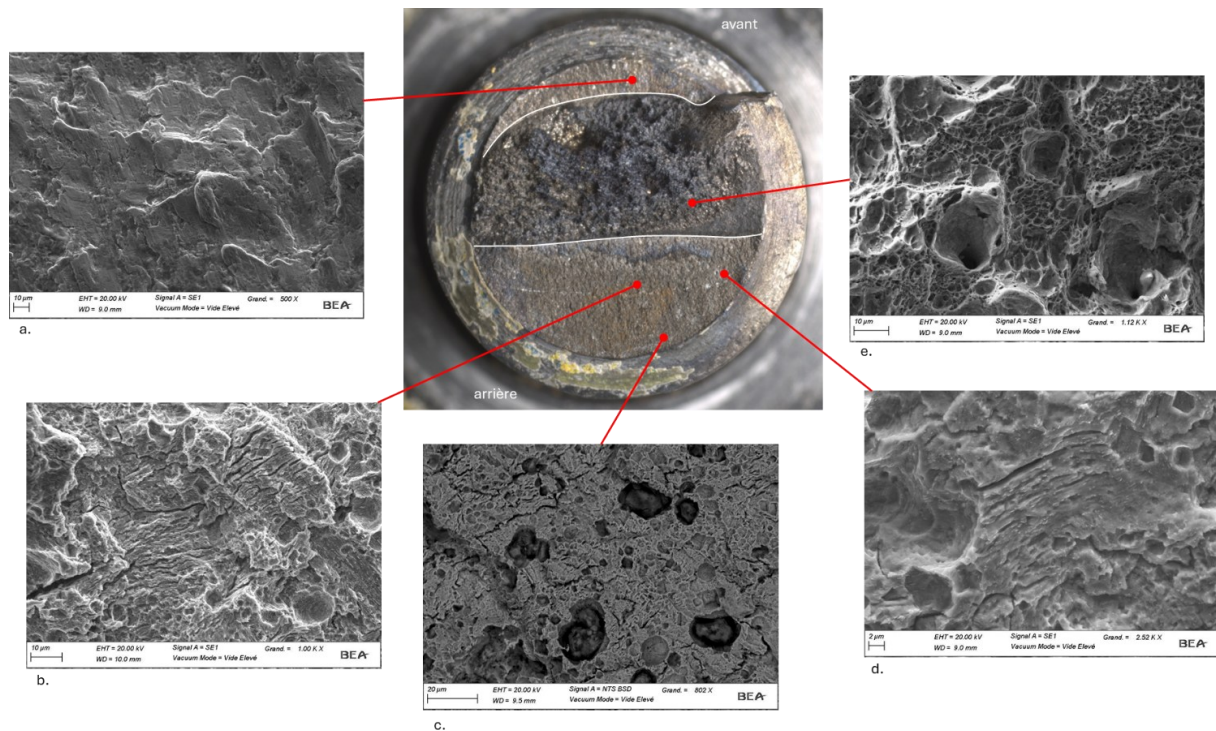 avant
arrière
10 µm EHT = 20.00 kV Signal A = SE1 Grand. = 500 X
WD = 9.0 mm Vacuum Mode = Vide Elevé BEA
a.
10 µm EHT = 20.00 kV Signal A = SE1 Grand. = 1.12 K X
WD = 9.0 mm Vacuum Mode = Vide Elevé BEA
e.
10 µm EHT = 20.00 kV Signal A = SE1 Grand. = 1.00 K X
WD = 10.0 mm Vacuum Mode = Vide Elevé BEA
b.
20 µm EHT = 20.00 kV Signal A = NTS BSD Grand. = 802 X
WD = 9.5 mm Vacuum Mode = Vide Elevé BEA
c.
2 µm EHT = 20.00 kV Signal A = SE1 Grand. = 2.52 K X
WD = 9.0 mm Vacuum Mode = Vide Elevé BEA
d.